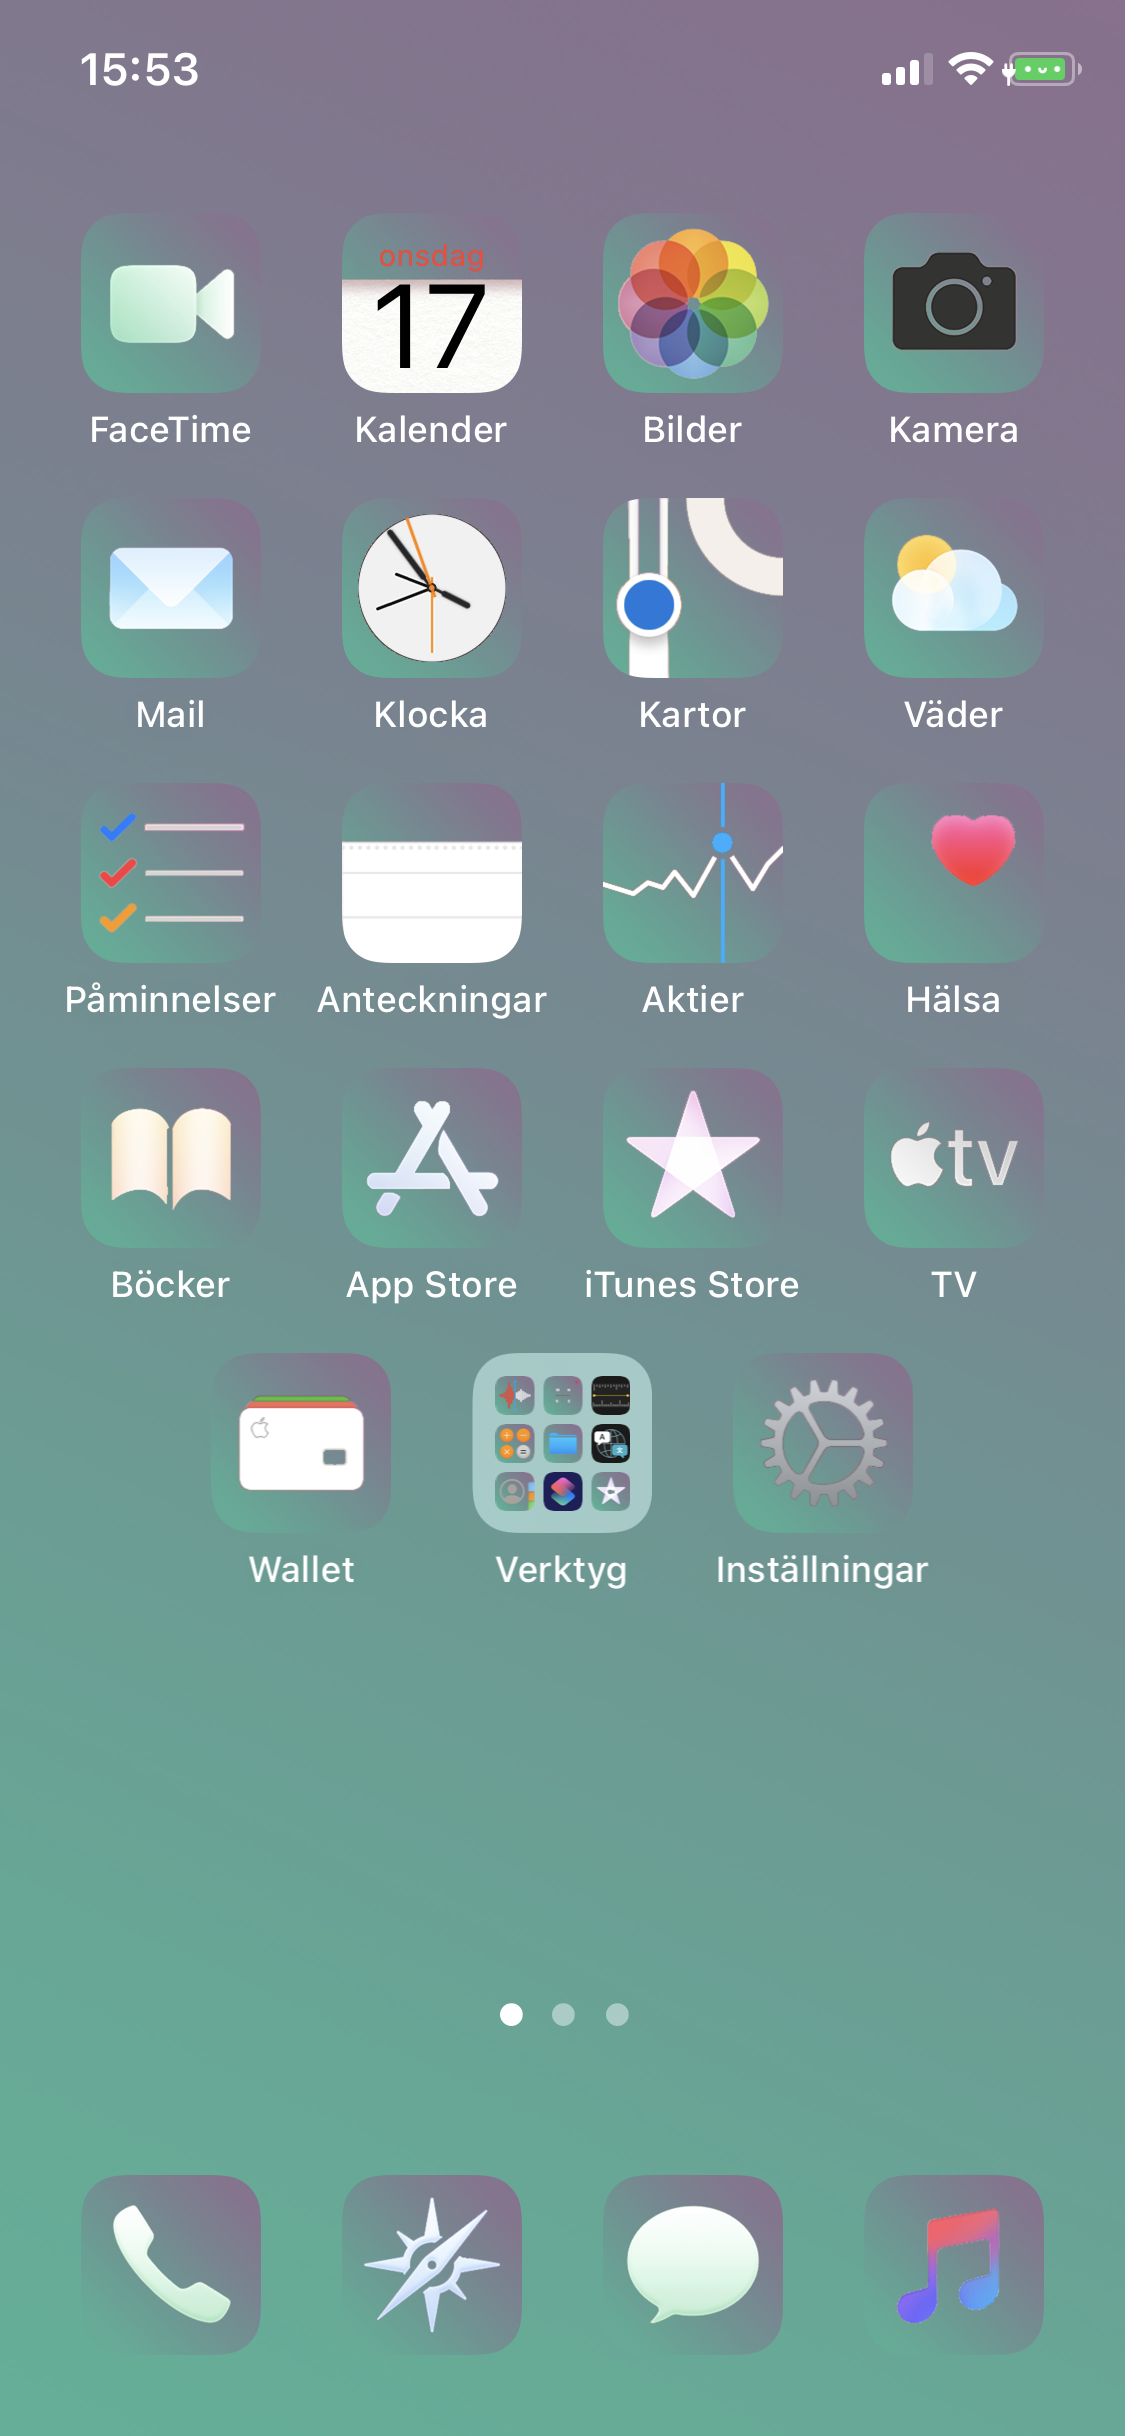 15:53
onsdag
17
FaceTime
Kalender
Bilder
Kamera
Mail
Klocka
Kartor
Väder
Påminnelser
Anteckningar
Aktier
Hälsa
tv
Böcker
App Store
iTunes Store
TV
Wallet
Verktyg
Inställningar